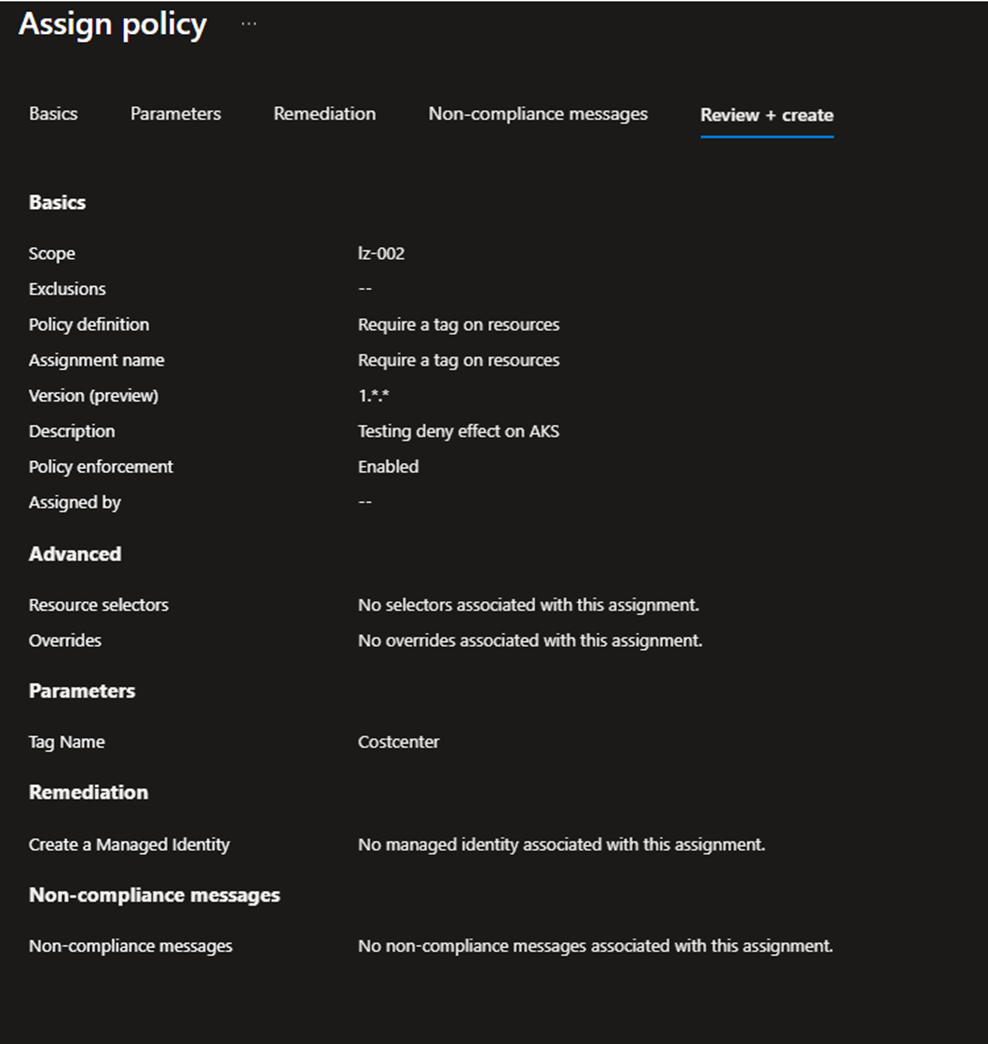 Assign policy ...
Basics Parameters Remediation Non-compliance messages Review + create
Basics
Scope lz-002
Exclusions --
Policy definition Require a tag on resources
Assignment name Require a tag on resources
Version (preview) 1.*.*
Description Testing deny effect on AKS
Policy enforcement Enabled
Assigned by --
Advanced
Resource selectors No selectors associated with this assignment.
Overrides No overrides associated with this assignment.
Parameters
Tag Name Costcenter
Remediation
Create a Managed Identity No managed identity associated with this assignment.
Non-compliance messages
Non-compliance messages No non-compliance messages associated with this assignment.